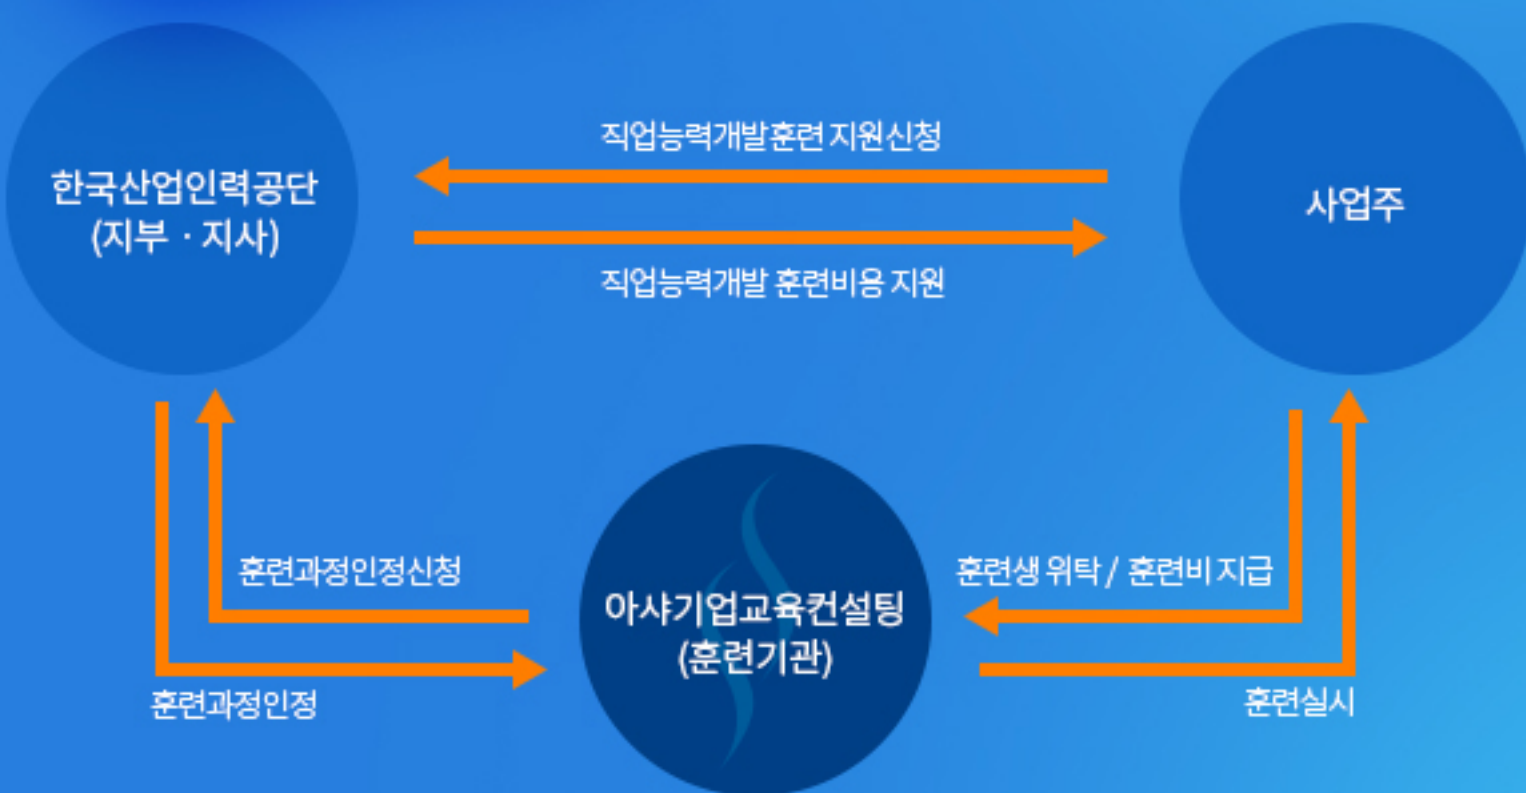 직업능력개발훈련 지원신청
한국산업인력공단
(지부 · 지사)
사업주
직업능력개발 훈련비용 지원
훈련과정인정신청
훈련생 위탁 / 훈련비 지급
아샤기업교육컨설팅
(훈련기관)
훈련과정인정
훈련실시